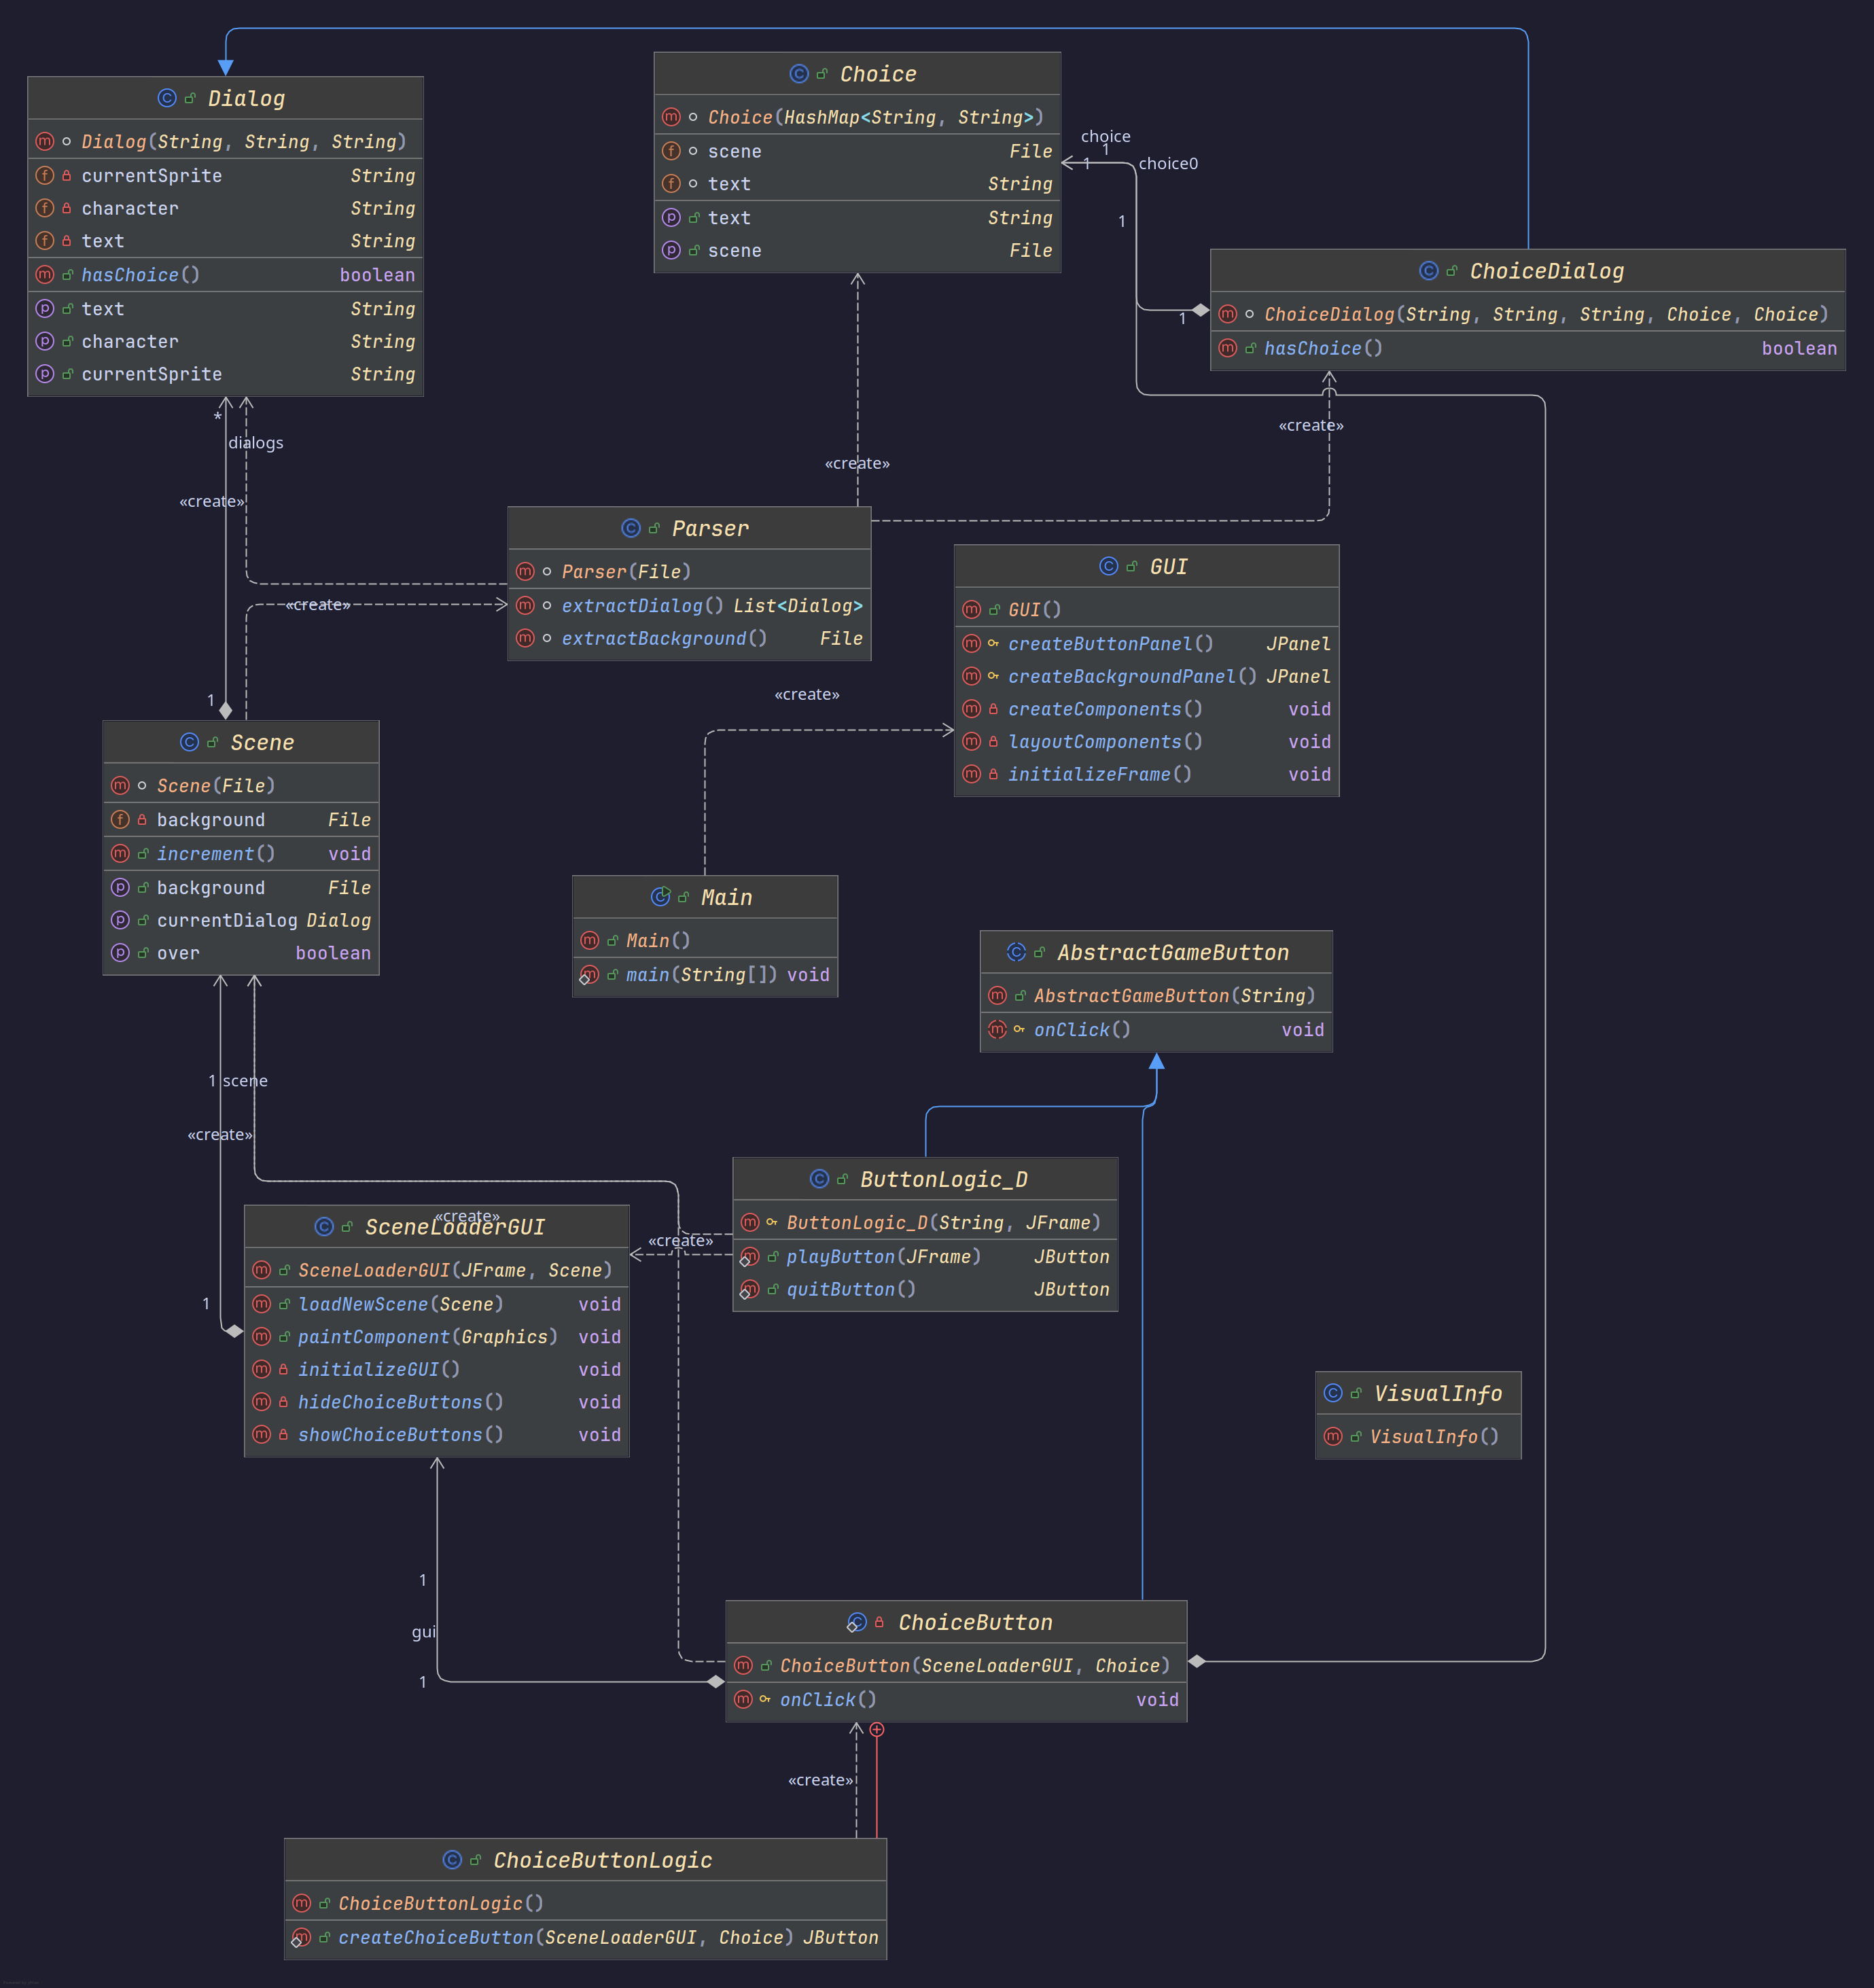 Dialog
Dialog(String, String, String)
currentSprite String
character String
text String
hasChoice() boolean
text String
character String
currentSprite String
Choice
Choice(HashMap<String, String>)
scene File
text String
text String
scene File
choice
1
1
choice0
1
1
ChoiceDialog
ChoiceDialog(String, String, String, Choice, Choice)
hasChoice() boolean
*
dialogs
«create»
«create»
«create»
«create»
Parser
Parser(File)
extractDialog() List<Dialog>
extractBackground() File
GUI
GUI()
createButtonPanel() JPanel
createBackgroundPanel() JPanel
createComponents() void
layoutComponents() void
initializeFrame() void
«create»
1
Scene
Scene(File)
background File
increment() void
background File
currentDialog Dialog
over boolean
Main
Main()
main(String[]) void
AbstractGameButton
AbstractGameButton(String)
onClick() void
1 scene
«create»
ButtonLogic_D
ButtonLogic_D(String, JFrame)
playButton(JFrame) JButton
quitButton() JButton
«create»
«create»
SceneLoaderGUI
SceneLoaderGUI(JFrame, Scene)
loadNewScene(Scene) void
paintComponent(Graphics) void
initializeGUI() void
hideChoiceButtons() void
showChoiceButtons() void
1
VisualInfo
VisualInfo()
1
gui
1
ChoiceButton
ChoiceButton(SceneLoaderGUI, Choice)
onClick() void
«create»
ChoiceButtonLogic
ChoiceButtonLogic()
createChoiceButton(SceneLoaderGUI, Choice) JButton